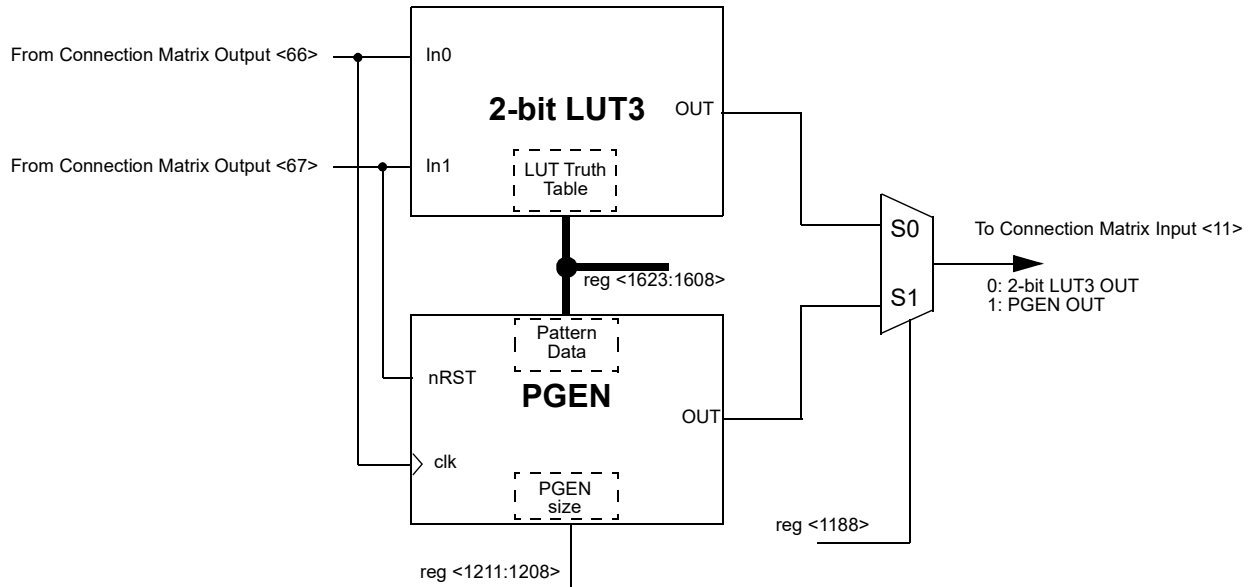 From Connection Matrix Output <66>
In0
2-bit LUT3
OUT
From Connection Matrix Output <67>
In1
LUT Truth
Table
S0
To Connection Matrix Input <11>
reg <1623:1608>
0: 2-bit LUT3 OUT
S1
1: PGEN OUT
Pattern
Data
nRST
PGEN
OUT
clk
PGEN
size
reg <1188>
reg <1211:1208>